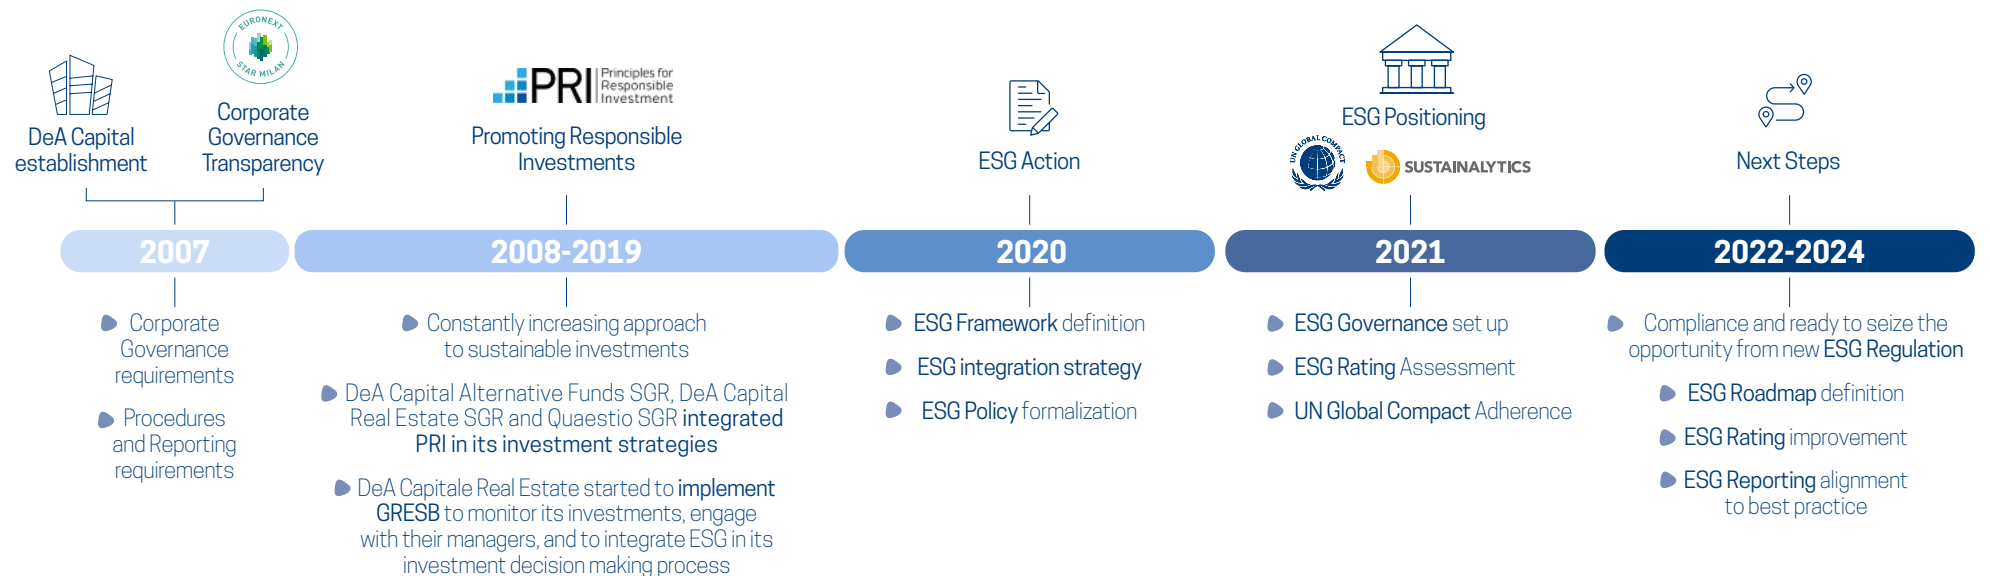 DeA Capital
establishment
EURONEXT
STAR MILAN
Corporate
Governance
Transparency
2007
Corporate
Governance
requirements
Procedures
and Reporting
requirements
PRI
Principles for
Responsible
Investment
Promoting Responsible
Investments
2008-2019
Constantly increasing approach
to sustainable investments
DeA Capital Alternative Funds SGR, DeA Capital
Real Estate SGR and Quaestio SGR integrated
PRI in its investment strategies
DeA Capitale Real Estate started to implement
GRESB to monitor its investments, engage
with their managers, and to integrate ESG in its
investment decision making process
ESG Action
2020
ESG Framework definition
ESG integration strategy
ESG Policy formalization
ESG Positioning
UN GLOBAL COMPACT
SUSTAINALYTICS
2021
ESG Governance set up
ESG Rating Assessment
UN Global Compact Adherence
Next Steps
2022-2024
Compliance and ready to seize the
opportunity from new ESG Regulation
ESG Roadmap definition
ESG Rating improvement
ESG Reporting alignment
to best practice